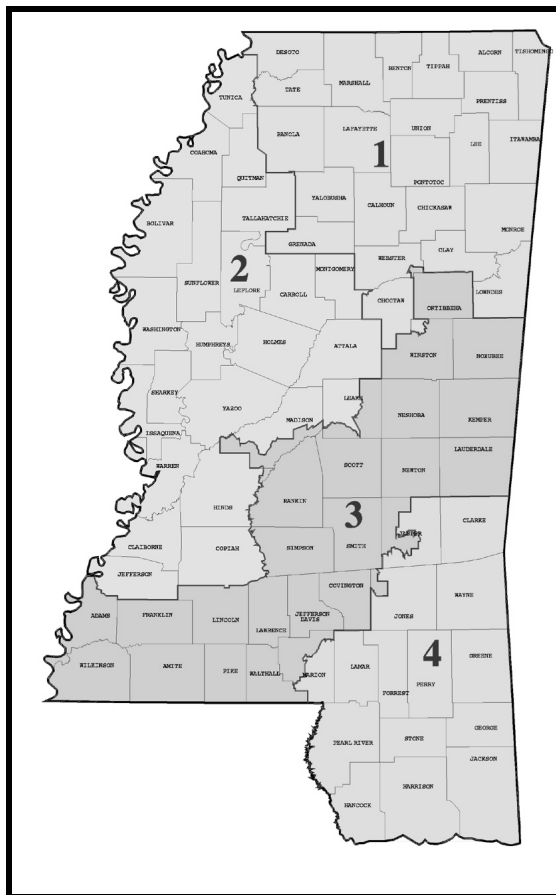 DESOTO
BENTON
TIPPAH
ALCORN
TISHOMINGO
MARSHALL
TATE
TUNICA
PRENTISS
PANOLA
LAFAYETTE
UNION
LEE
ITAWAMBA
COAHOMA
1
QUITMAN
PONTOTOC
YALOBUSHA
CALHOUN
CHICKASAW
TALLAHATCHIE
BOLIVAR
MONROE
GRENADA
CLAY
WEBSTER
2
MONTGOMERY
SUNFLOWER
LEFLORE
CARROLL
LOWNDES
CHOCTAW
OKTIBBEHA
WASHINGTON
HUMPHREYS
HOLMES
ATTALA
WINSTON
NOXUBEE
SHARKEY
LEAKE
YAZOO
NESHOBA
KEMPER
MADISON
ISSAQUENA
LAUDERDALE
WARREN
SCOTT
NEWTON
RANKIN
HINDS
3
CLARKE
JASPER
CLAIBORNE
COPIAH
SIMPSON
SMITH
JEFFERSON
COVINGTON
WAYNE
ADAMS
FRANKLIN
LINCOLN
JEFFERSON
DAVIS
JONES
LAWRENCE
4
GREENE
WILKINSON
AMITE
PIKE
WALTHALL
MARION
LAMAR
PERRY
FORREST
GEORGE
STONE
PEARL RIVER
JACKSON
HARRISON
HANCOCK